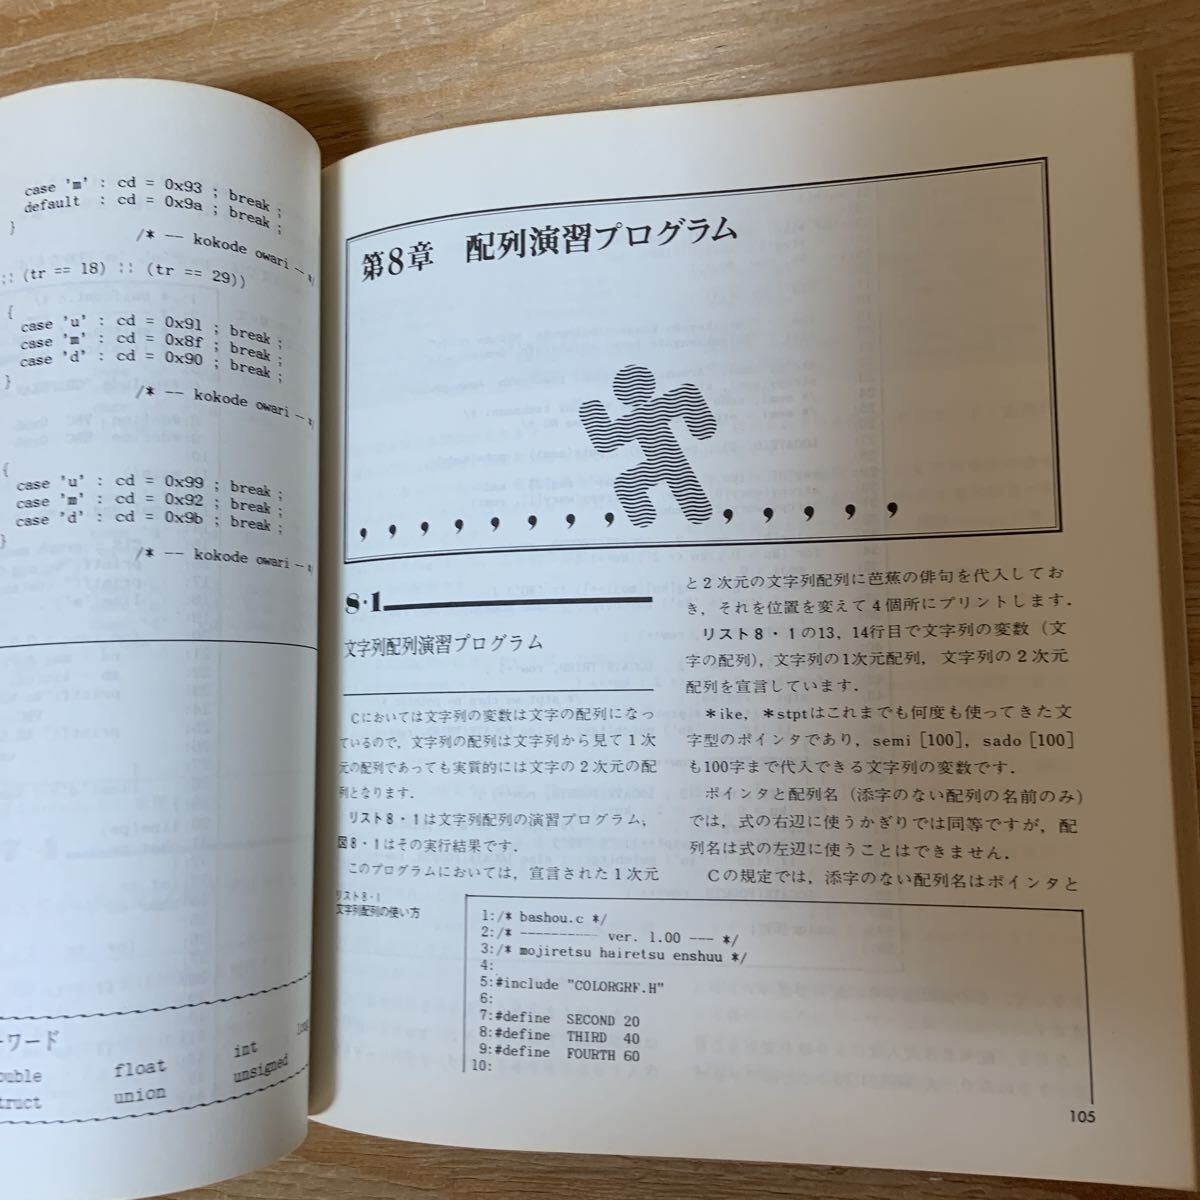 case 'm' : cd = 0x93 ; break ;
default : cd = 0x9a ; break ;
}
/* -- kokode owari - */
:: (tr == 18) :: (tr == 29))
{
case 'u' : cd = 0x91 ; break ;
case 'm' : cd = 0x8f ; break ;
case 'd' : cd = 0x90 ; break ;
}
/* -- kokode owari - */
{
case 'u' : cd = 0x99 ; break ;
case 'm' : cd = 0x92 ; break ;
case 'd' : cd = 0x9b ; break ;
}
/* -- kokode owari - */
ーワード
ouble float int long
truct union unsigned
第8章 配列演習プログラム
8・1
文字列配列演習プログラム
Cにおいては文字列の変数は文字の配列になっ
ているので，文字列の配列は文字列から見て１次
元の配列であっても実質的には文字の２次元の配
列となります．
リスト8・1は文字列配列の演習プログラム，
図8・1はその実行結果です．
このプログラムにおいては，宣言された１次元
と２次元の文字列配列に芭蕉の俳句を代入してお
き，それを位置を変えて４個所にプリントします．
リスト8・1の13，14行目で文字列の変数（文
字の配列），文字列の1次元配列，文字列の２次元
配列を宣言しています．
＊ike，＊stptはこれまでも何度も使ってきた文
字型のポインタであり，semi［100］，sado［100］
も100字まで代入できる文字列の変数です．
ポインタと配列名（添字のない配列の名前のみ）
では，式の右辺に使うかぎりでは同等ですが，配
列名は式の左辺に使うことはできません．
Cの規定では，添字のない配列名はポインタと
リスト8・1
文字列配列の使い方
1:/* bashou.c */
2:/* ---------- ver. 1.00 --- */
3:/* mojiretsu hairetsu enshuu */
4:
5:#include "COLORGRF.H"
6:
7:#define SECOND 20
8:#define THIRD 40
9:#define FOURTH 60
10:
105